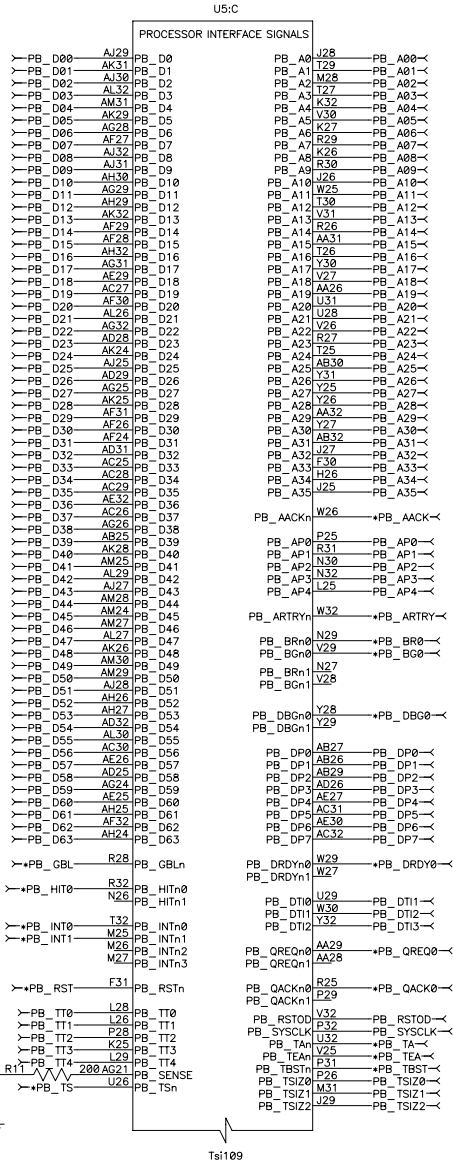 U5:C
PROCESSOR INTERFACE SIGNALS
PB_D00 AJ29 PB_D0
PB_D01 AK31 PB_D1
PB_D02 AJ30 PB_D2
PB_D03 AL32 PB_D3
PB_D04 AM31 PB_D4
PB_D05 AK29 PB_D5
PB_D06 AG28 PB_D6
PB_D07 AF27 PB_D7
PB_D08 AJ32 PB_D8
PB_D09 AJ31 PB_D9
PB_D10 AH30 PB_D10
PB_D11 AG29 PB_D11
PB_D12 AH29 PB_D12
PB_D13 AK32 PB_D13
PB_D14 AF29 PB_D14
PB_D15 AF28 PB_D15
PB_D16 AH32 PB_D16
PB_D17 AG31 PB_D17
PB_D18 AE29 PB_D18
PB_D19 AC27 PB_D19
PB_D20 AF30 PB_D20
PB_D21 AL26 PB_D21
PB_D22 AG32 PB_D22
PB_D23 AD28 PB_D23
PB_D24 AK24 PB_D24
PB_D25 AJ25 PB_D25
PB_D26 AD29 PB_D26
PB_D27 AG25 PB_D27
PB_D28 AK25 PB_D28
PB_D29 AF31 PB_D29
PB_D30 AF26 PB_D30
PB_D31 AF24 PB_D31
PB_D32 AD31 PB_D32
PB_D33 AC25 PB_D33
PB_D34 AC28 PB_D34
PB_D35 AC29 PB_D35
PB_D36 AE32 PB_D36
PB_D37 AC26 PB_D37
PB_D38 AG26 PB_D38
PB_D39 AB25 PB_D39
PB_D40 AK28 PB_D40
PB_D41 AM25 PB_D41
PB_D42 AL29 PB_D42
PB_D43 AJ27 PB_D43
PB_D44 AM28 PB_D44
PB_D45 AM24 PB_D45
PB_D46 AM27 PB_D46
PB_D47 AL27 PB_D47
PB_D48 AK26 PB_D48
PB_D49 AM30 PB_D49
PB_D50 AM29 PB_D50
PB_D51 AJ28 PB_D51
PB_D52 AH26 PB_D52
PB_D53 AH27 PB_D53
PB_D54 AD32 PB_D54
PB_D55 AL30 PB_D55
PB_D56 AC30 PB_D56
PB_D57 AE26 PB_D57
PB_D58 AD25 PB_D58
PB_D59 AG24 PB_D59
PB_D60 AE25 PB_D60
PB_D61 AH25 PB_D61
PB_D62 AF32 PB_D62
PB_D63 AH24 PB_D63
*PB_GBL R28 PB_GBLn
*PB_HIT0 R32 PB_HITn0
N26 PB_HITn1
*PB_INT0 T32 PB_INTn0
*PB_INT1 M25 PB_INTn1
M26 PB_INTn2
M27 PB_INTn3
*PB_RST F31 PB_RSTn
PB_TT0 L28 PB_TT0
PB_TT1 L26 PB_TT1
PB_TT2 P28 PB_TT2
PB_TT3 K25 PB_TT3
PB_TT4 L29 PB_TT4
R11 200 AG21 PB_SENSE
*PB_TS U26 PB_TSn
PB_A0 J28 PB_A00
PB_A1 T29 PB_A01
PB_A2 M28 PB_A02
PB_A3 T27 PB_A03
PB_A4 K32 PB_A04
PB_A5 V30 PB_A05
PB_A6 K27 PB_A06
PB_A7 R29 PB_A07
PB_A8 K26 PB_A08
PB_A9 R30 PB_A09
PB_A10 J26 PB_A10
PB_A11 W25 PB_A11
PB_A12 T30 PB_A12
PB_A13 V31 PB_A13
PB_A14 R26 PB_A14
PB_A15 AA31 PB_A15
PB_A16 T26 PB_A16
PB_A17 Y30 PB_A17
PB_A18 V27 PB_A18
PB_A19 AA26 PB_A19
PB_A20 U31 PB_A20
PB_A21 U28 PB_A21
PB_A22 V26 PB_A22
PB_A23 R27 PB_A23
PB_A24 T25 PB_A24
PB_A25 AB30 PB_A25
PB_A26 Y31 PB_A26
PB_A27 Y25 PB_A27
PB_A28 Y26 PB_A28
PB_A29 AA32 PB_A29
PB_A30 Y27 PB_A30
PB_A31 AB32 PB_A31
PB_A32 J27 PB_A32
PB_A33 F30 PB_A33
PB_A34 H26 PB_A34
PB_A35 J25 PB_A35
PB_AACKn W26 *PB_AACK
PB_AP0 P25 PB_AP0
PB_AP1 R31 PB_AP1
PB_AP2 N30 PB_AP2
PB_AP3 N32 PB_AP3
PB_AP4 L25 PB_AP4
PB_ARTRYn W32 *PB_ARTRY
PB_BRn0 N29 *PB_BR0
PB_BGn0 V29 *PB_BG0
PB_BRn1 N27
PB_BGn1 V28
PB_DBGn0 Y28 *PB_DBG0
PB_DBGn1 Y29
PB_DP0 AB27 PB_DP0
PB_DP1 AB26 PB_DP1
PB_DP2 AB29 PB_DP2
PB_DP3 AD26 PB_DP3
PB_DP4 AE27 PB_DP4
PB_DP5 AC31 PB_DP5
PB_DP6 AE30 PB_DP6
PB_DP7 AC32 PB_DP7
PB_DRDYn0 W29 *PB_DRDY0
PB_DRDYn1 W27
PB_DTI0 U29 PB_DTI1
PB_DTI1 W30 PB_DTI2
PB_DTI2 Y32 PB_DTI3
PB_QREQn0 AA29 *PB_QREQ0
PB_QREQn1 AA28
PB_QACKn0 R25 *PB_QACK0
PB_QACKn1 P29
PB_RSTOD V32 PB_RSTOD
PB_SYSCLK P32 PB_SYSCLK
PB_TAn U32 *PB_TA
PB_TEAn V25 *PB_TEA
PB_TBSTn P31 *PB_TBST
PB_TSIZ0 P26 PB_TSIZ0
PB_TSIZ1 M31 PB_TSIZ1
PB_TSIZ2 J29 PB_TSIZ2
Tsi109